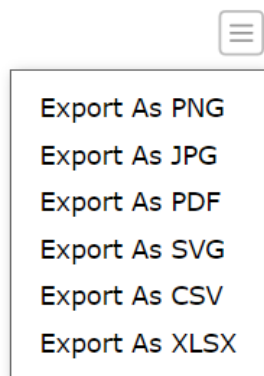 Export As PNG
Export As JPG
Export As PDF
Export As SVG
Export As CSV
Export As XLSX